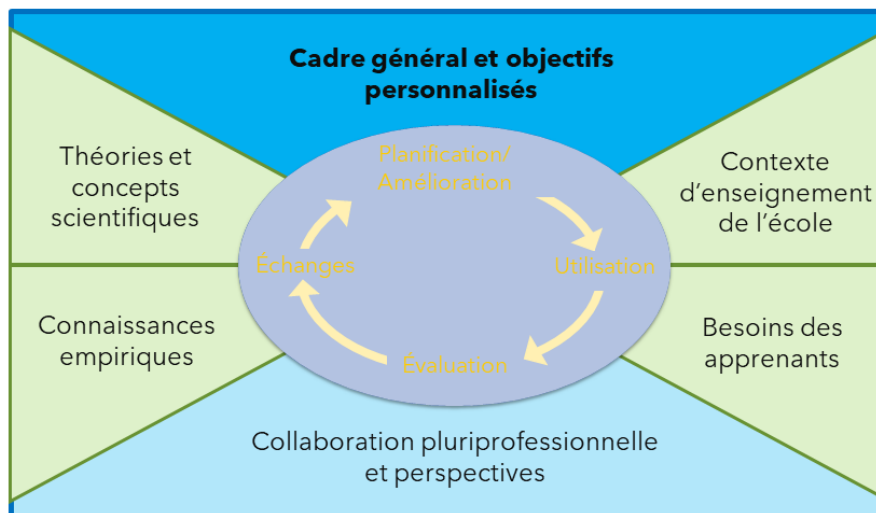 Cadre général et objectifs
personnalisés
Théories et
concepts
scientifiques
Planification/
Amélioration
Contexte
d’enseignement
de l’école
Échanges
Utilisation
Connaissances
empiriques
Évaluation
Besoins des
apprenants
Collaboration pluriprofessionnelle
et perspectives